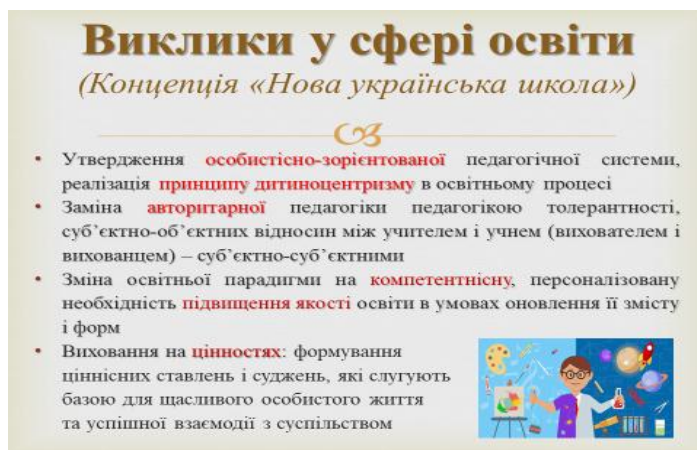 Виклики у сфері освіти
(Концепція «Нова українська школа»)
• Утвердження особистісно-зорієнтованої педагогічної системи,
реалізація принципу дитиноцентризму в освітньому процесі
• Заміна авторитарної педагогіки педагогікою толерантності,
суб’єктно-об’єктних відносин між учителем і учнем (вихователем і
вихованцем) – суб’єктно-суб’єктними
• Зміна освітньої парадигми на компетентнісну, персоналізовану
необхідність підвищення якості освіти в умовах оновлення її змісту
і форм
• Виховання на цінностях: формування
ціннісних ставлень і суджень, які слугують
базою для щасливого особистого життя
та успішної взаємодії з суспільством